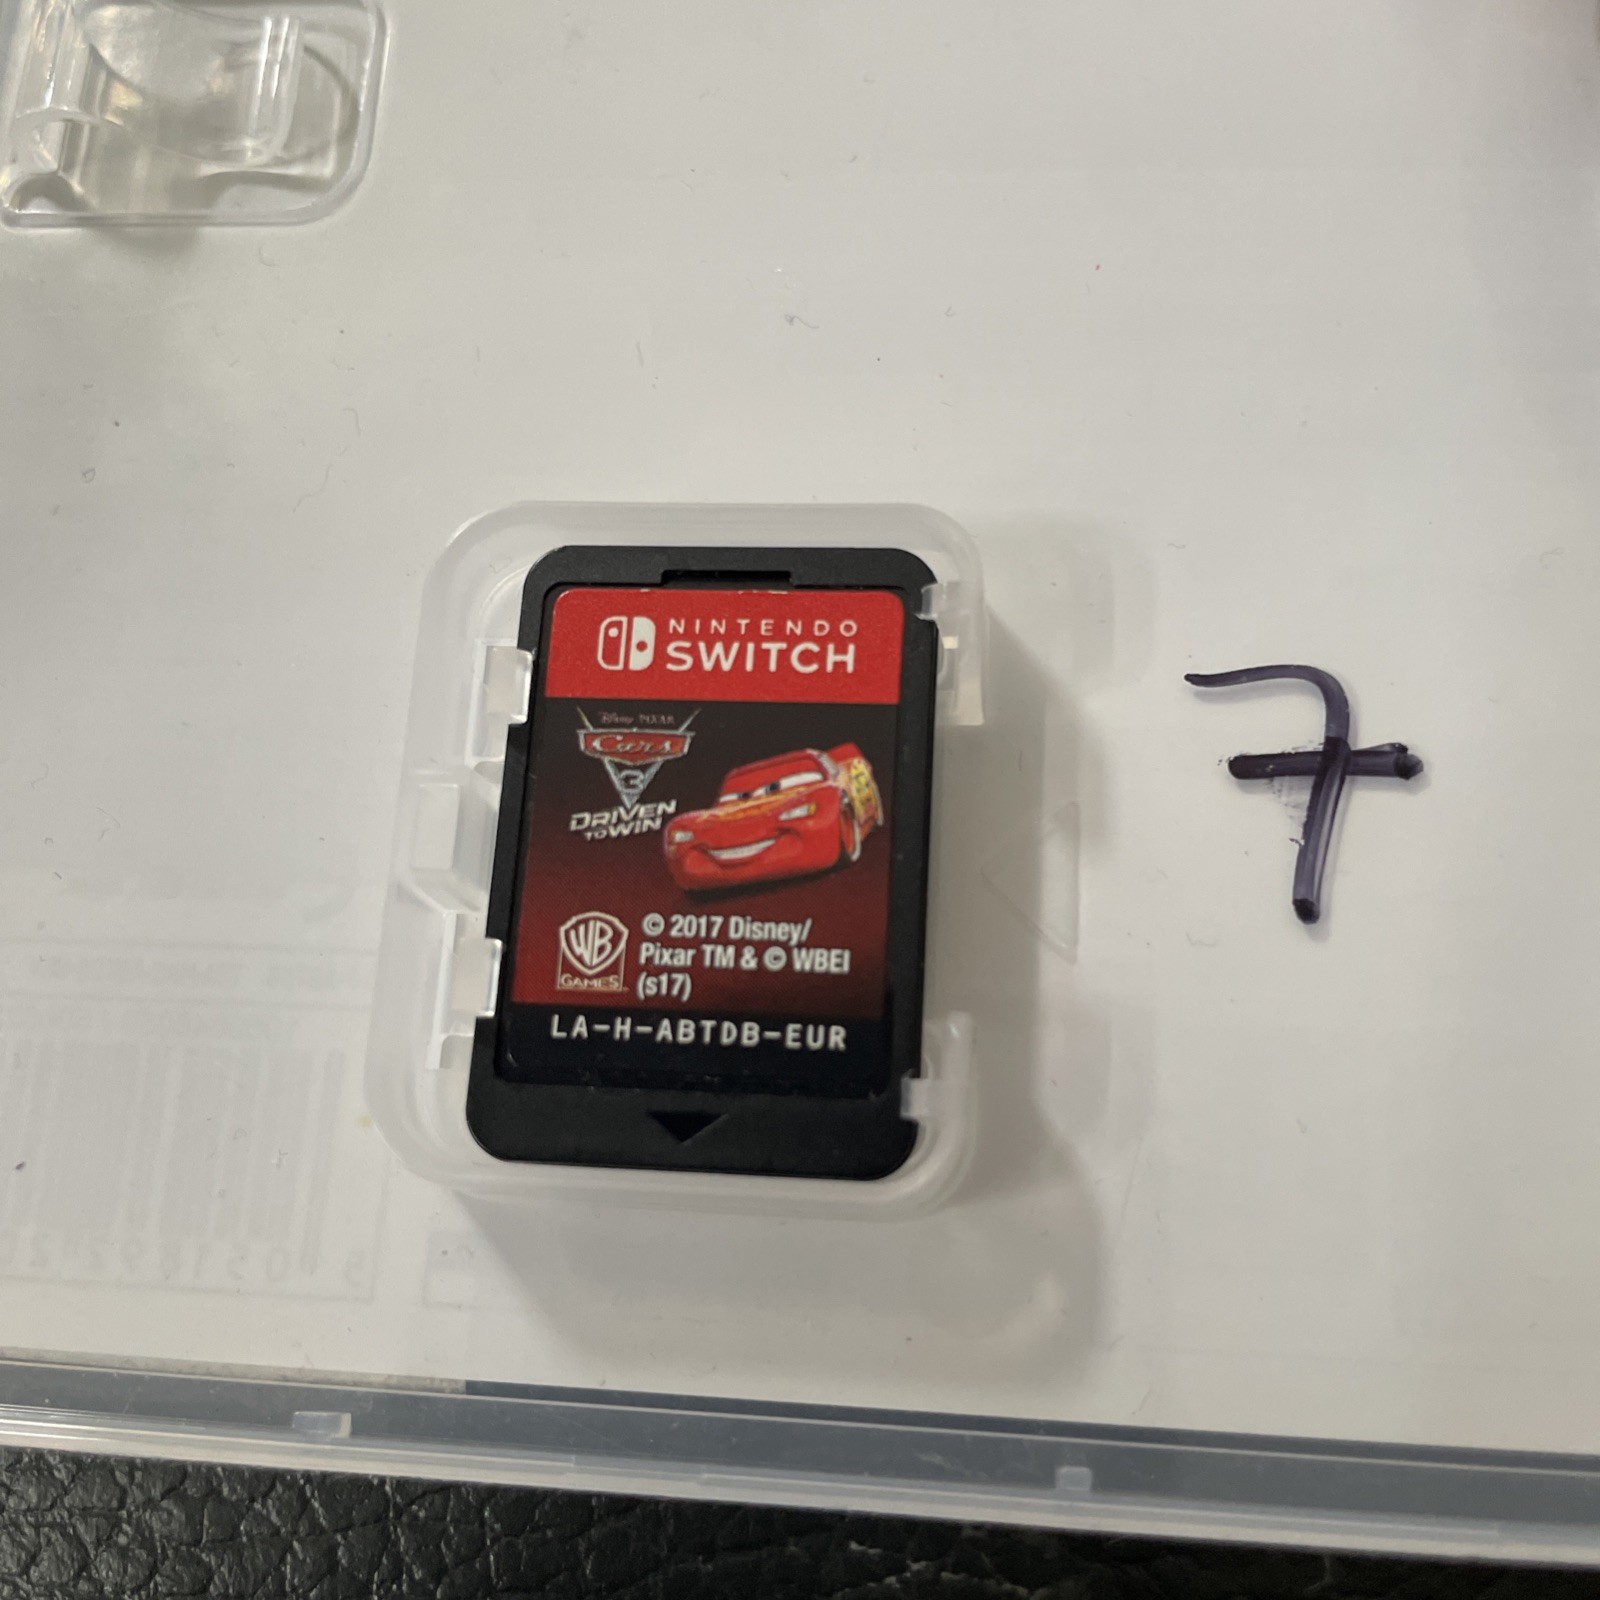 NINTENDO
SWITCH
Disney PIXAR
Cars
3
DRIVEN
TO WIN
WB
GAMES
© 2017 Disney/
Pixar TM & © WBEI
(s17)
LA-H-ABTDB-EUR
7